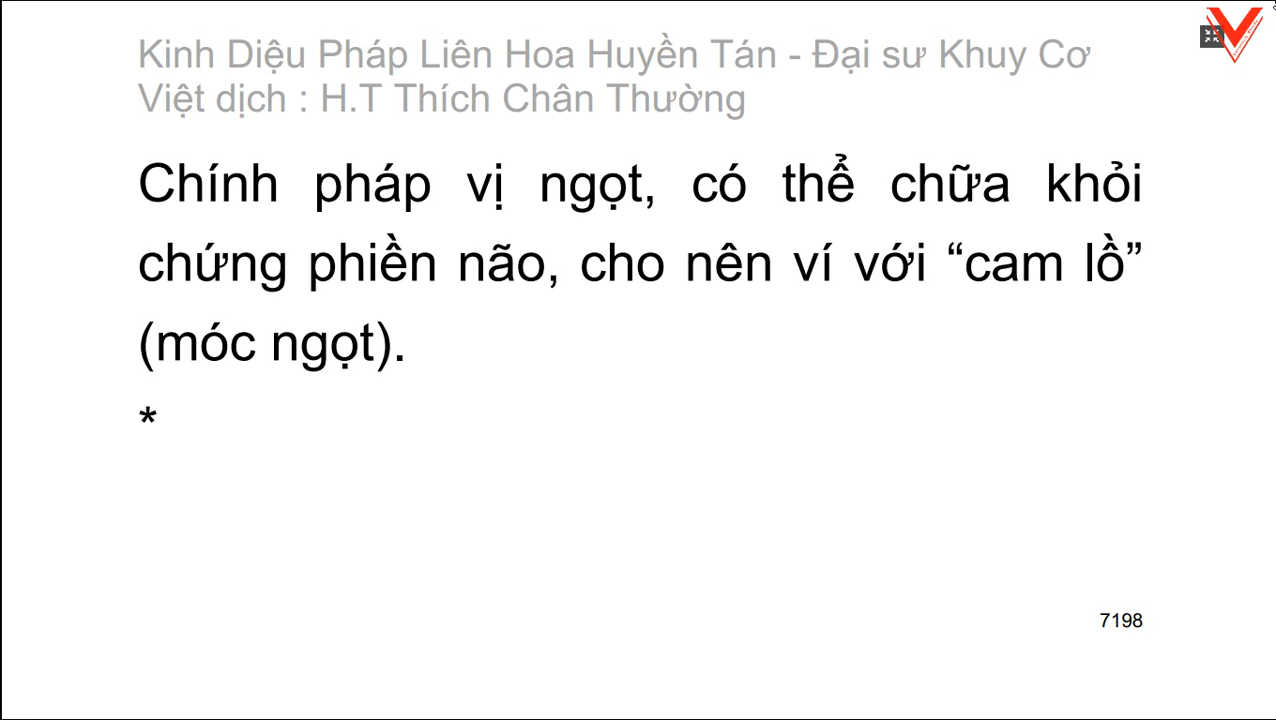 Kinh Diệu Pháp Liên Hoa Huyền Tán - Đại sư Khuy Cơ
Việt dịch : H.T Thích Chân Thường
Chính pháp vị ngọt, có thể chữa khỏi
chứng phiền não, cho nên ví với “cam lồ”
(móc ngọt).
*
7198